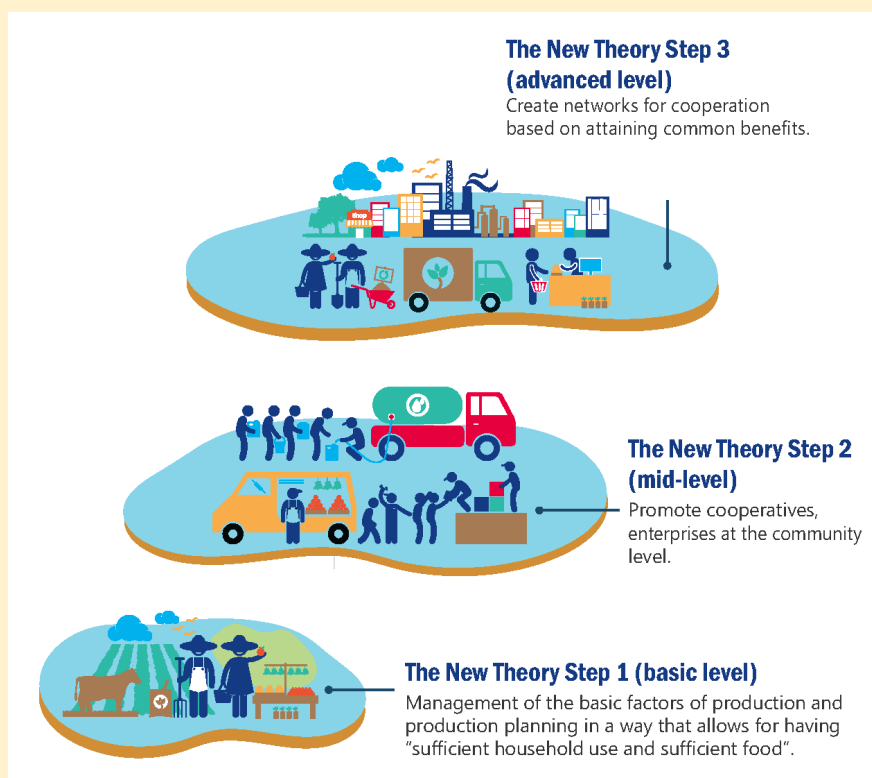 The New Theory Step 3
(advanced level)
Create networks for cooperation
based on attaining common benefits.
Shop
The New Theory Step 2
(mid-level)
Promote cooperatives,
enterprises at the community
level.
The New Theory Step 1 (basic level)
Management of the basic factors of production and
production planning in a way that allows for having
“sufficient household use and sufficient food”.